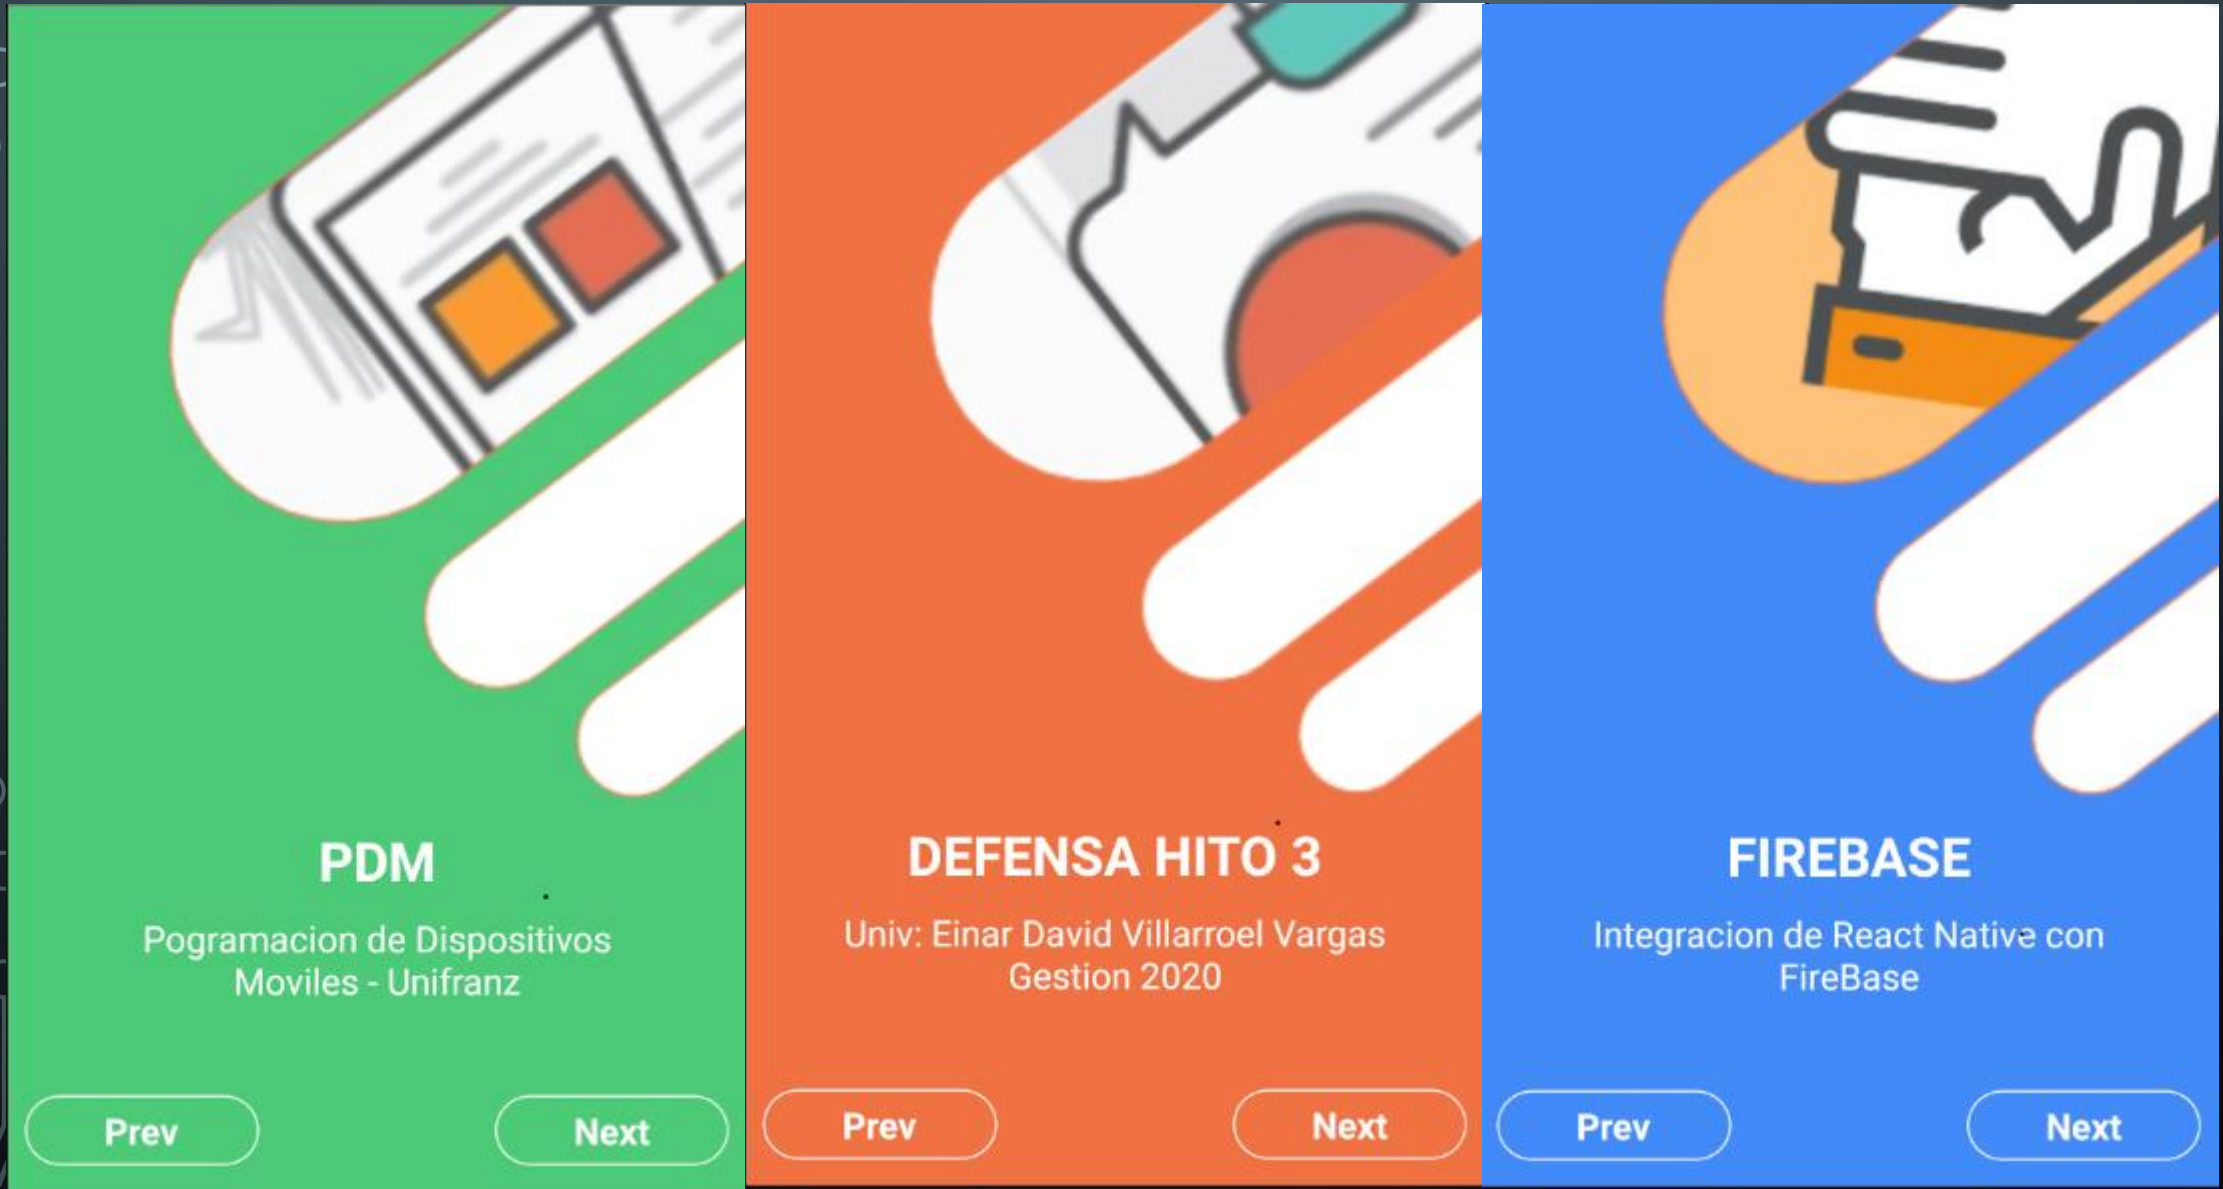 PDM
Pogramacion de Dispositivos
Moviles - Unifranz
Prev
Next
DEFENSA HITO 3
Univ: Einar David Villarroel Vargas
Gestion 2020
Prev
Next
FIREBASE
Integracion de React Native con
FireBase
Prev
Next